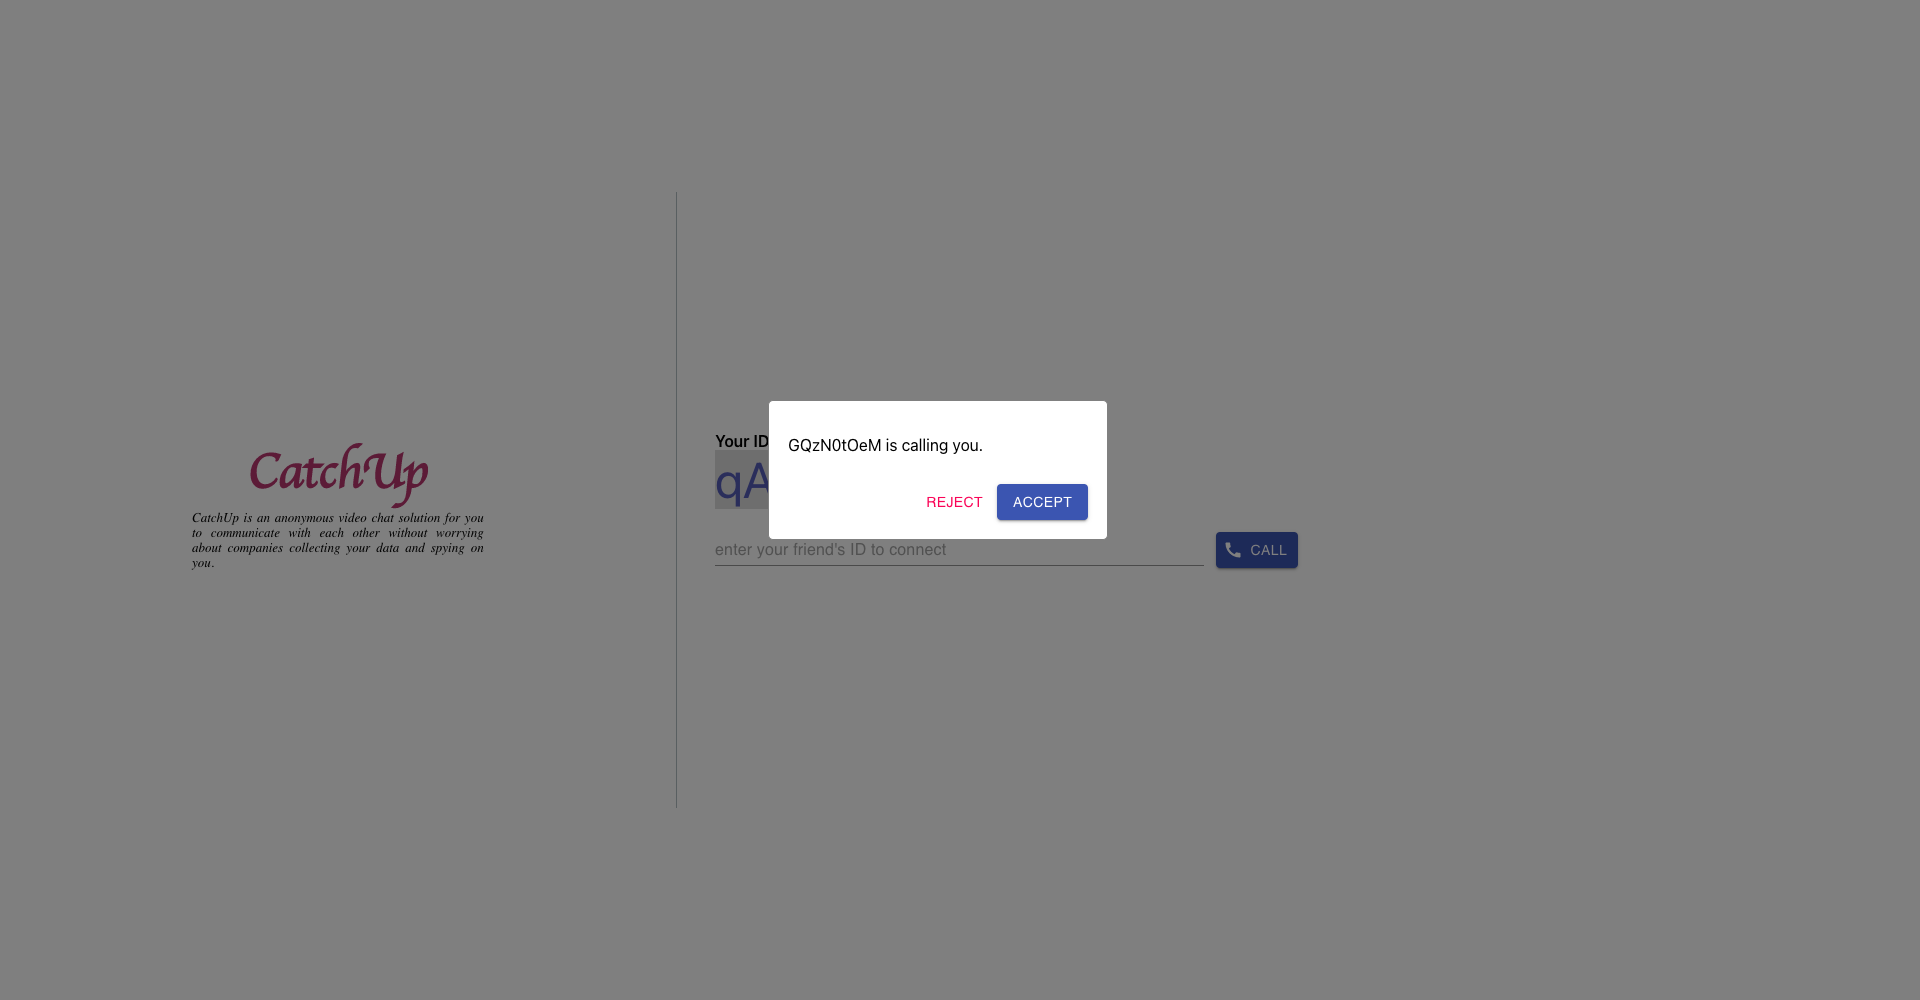 CatchUp
CatchUp is an anonymous video chat solution for you
to communicate with each other without worrying
about companies collecting your data and spying on
you.
Your ID
qA
GQzN0tOeM is calling you.
REJECT
ACCEPT
enter your friend's ID to connect
CALL